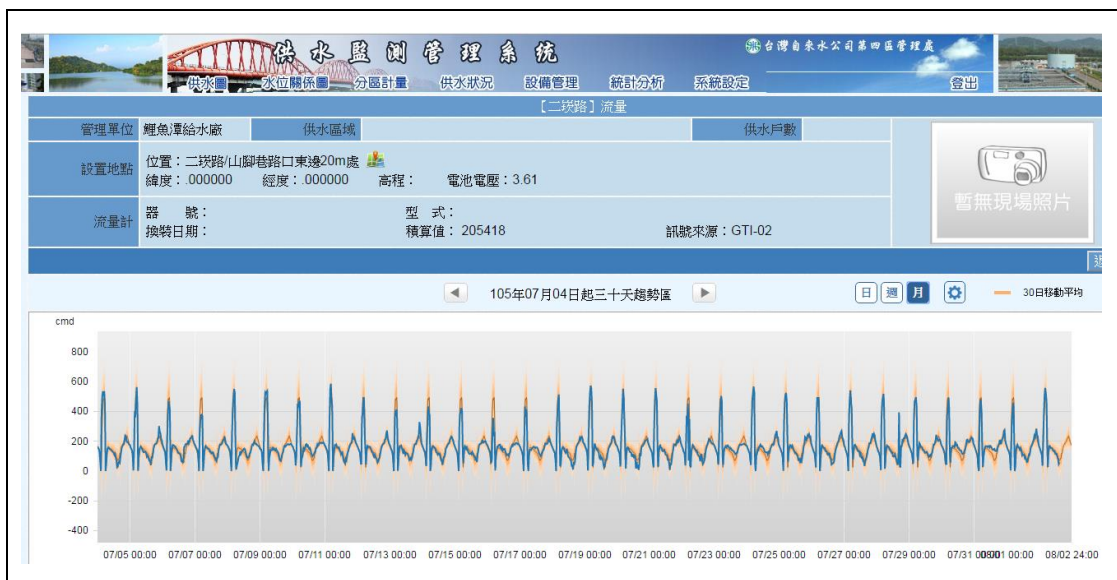 供水監測管理系統
台灣自來水公司第四區管理處
供水圖 水位關係圖 分區計量 供水狀況 設備管理 統計分析 系統設定 登出
【二崁路】流量
管理單位 鯉魚潭給水廠 供水區域 供水戶數
設置地點 位置：二崁路/山腳巷路口東邊20m處
緯度：.000000 經度：.000000 高程： 電池電壓：3.61
流量計 器 號： 型 式：
換裝日期： 積算值：205418 訊號來源：GTI-02
暫無現場照片
105年07月04日起三十天趨勢區 日 週 月 30日移動平均
cmd
800
600
400
200
0
-200
-400
07/05 00:00 07/07 00:00 07/09 00:00 07/11 00:00 07/13 00:00 07/15 00:00 07/17 00:00 07/19 00:00 07/21 00:00 07/23 00:00 07/25 00:00 07/27 00:00 07/29 00:00 07/31 00:00 08/01 00:00 08/02 24:00